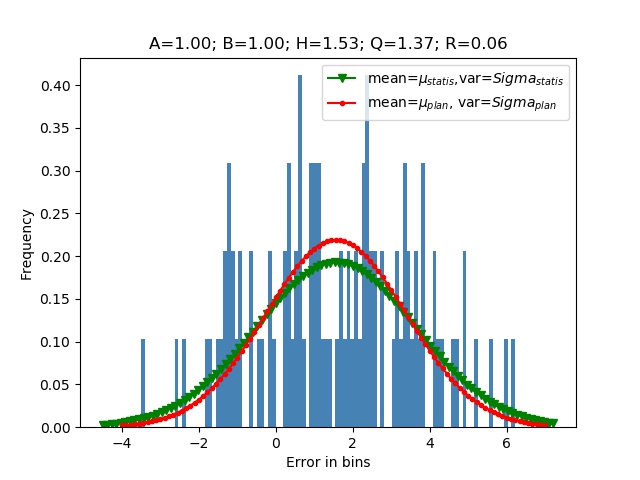 A=1.00; B=1.00; H=1.53; Q=1.37; R=0.06
mean=μstatis,var=Sigmastatis
mean=μplan, var=Sigmaplan
0.40
0.35
0.30
0.25
0.20
0.15
0.10
0.05
0.00
Frequency
−4 −2 0 2 4 6
Error in bins